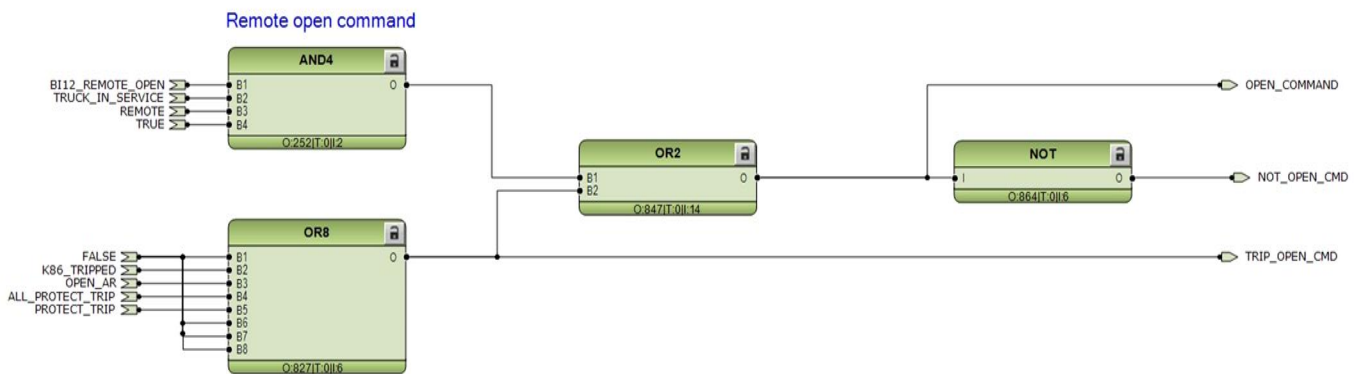 Remote open command
AND4
BI12_REMOTE_OPEN B1 O
TRUCK_IN_SERVICE B2
REMOTE B3
TRUE B4
O:252|T:0|I:2
OPEN_COMMAND
OR2
B1 O
B2
O:847|T:0|I:14
NOT
I O
O:864|T:0|I:6
NOT_OPEN_CMD
OR8
FALSE B1 O
K86_TRIPPED B2
OPEN_AR B3
ALL_PROTECT_TRIP B4
PROTECT_TRIP B5
B6
B7
B8
O:827|T:0|I:6
TRIP_OPEN_CMD